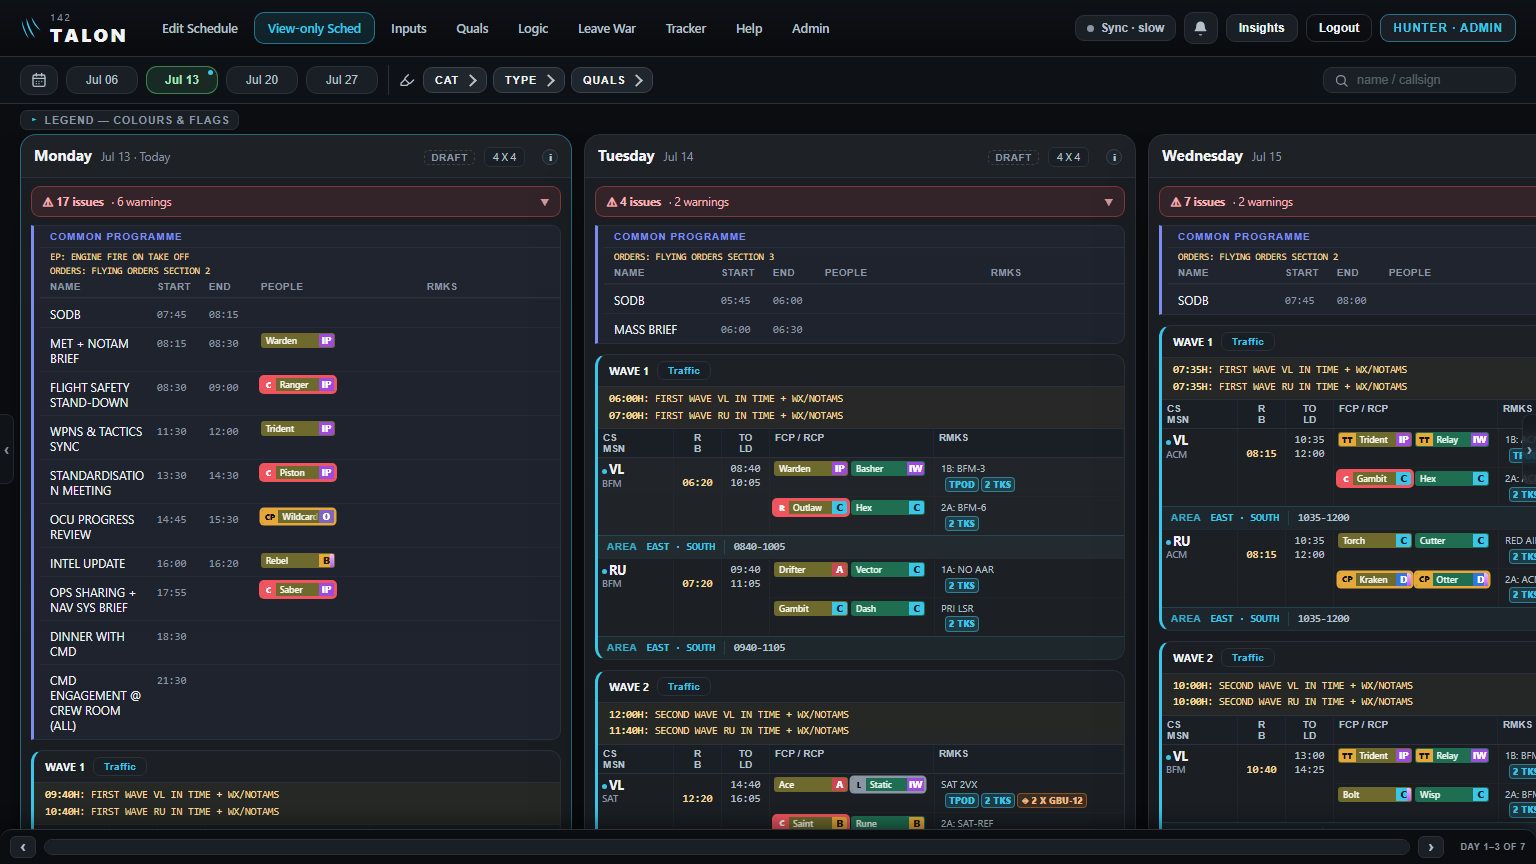 142
TALON
Edit Schedule
View-only Sched
Inputs
Quals
Logic
Leave War
Tracker
Help
Admin
Sync · slow
Insights
Logout
HUNTER · ADMIN
Jul 06
Jul 13
Jul 20
Jul 27
CAT
TYPE
QUALS
name / callsign
LEGEND — COLOURS & FLAGS
Monday Jul 13 · Today DRAFT 4 X 4 i
17 issues · 6 warnings
COMMON PROGRAMME
EP: ENGINE FIRE ON TAKE OFF
ORDERS: FLYING ORDERS SECTION 2
NAME START END PEOPLE RMKS
SODB 07:45 08:15
MET + NOTAM BRIEF 08:15 08:30 Warden IP
FLIGHT SAFETY STAND-DOWN 08:30 09:00 C Ranger IP
WPNS & TACTICS SYNC 11:30 12:00 Trident IP
STANDARDISATIO
N MEETING 13:30 14:30 C Piston IP
OCU PROGRESS REVIEW 14:45 15:30 CP Wildcard O
INTEL UPDATE 16:00 16:20 Rebel B
OPS SHARING + NAV SYS BRIEF 17:55 C Saber IP
DINNER WITH CMD 18:30
CMD ENGAGEMENT @ CREW ROOM (ALL) 21:30
WAVE 1 Traffic
09:40H: FIRST WAVE VL IN TIME + WX/NOTAMS
10:40H: FIRST WAVE RU IN TIME + WX/NOTAMS
Tuesday Jul 14 DRAFT 4 X 4 i
4 issues · 2 warnings
COMMON PROGRAMME
ORDERS: FLYING ORDERS SECTION 3
NAME START END PEOPLE RMKS
SODB 05:45 06:00
MASS BRIEF 06:00 06:30
WAVE 1 Traffic
06:00H: FIRST WAVE VL IN TIME + WX/NOTAMS
07:00H: FIRST WAVE RU IN TIME + WX/NOTAMS
CS R TO FCP / RCP RMKS
MSN B LD
VL 08:40 Warden IP Basher IW 1B: BFM-3
BFM 06:20 10:05 TPOD 2 TKS
R Outlaw C Hex C 2A: BFM-6
2 TKS
AREA EAST · SOUTH 0840-1005
RU 09:40 Drifter A Vector C 1A: NO AAR
BFM 07:20 11:05 2 TKS
Gambit C Dash C PRI LSR
2 TKS
AREA EAST · SOUTH 0940-1105
WAVE 2 Traffic
12:00H: SECOND WAVE VL IN TIME + WX/NOTAMS
11:40H: SECOND WAVE RU IN TIME + WX/NOTAMS
CS R TO FCP / RCP RMKS
MSN B LD
VL 14:40 Ace A L Static IW SAT 2VX
SAT 12:20 16:05 TPOD 2 TKS 2 X GBU-12
C Saint B Rune B 2A: SAT-REF
Wednesday Jul 15
7 issues · 2 warnings
COMMON PROGRAMME
ORDERS: FLYING ORDERS SECTION 2
NAME START END PEOPLE
SODB 07:45 08:00
WAVE 1 Traffic
07:35H: FIRST WAVE VL IN TIME + WX/NOTAMS
07:35H: FIRST WAVE RU IN TIME + WX/NOTAMS
CS R TO FCP / RCP RMKS
MSN B LD
VL 10:35 TT Trident IP TT Relay IW 1B:
ACM 08:15 12:00
C Gambit C Hex C 2A:
2 TKS
AREA EAST · SOUTH 1035-1200
RU 10:35 Torch C Cutter C RED
ACM 08:15 12:00 2 TKS
CP Kraken D CP Otter D 2A:
2 TKS
AREA EAST · SOUTH 1035-1200
WAVE 2 Traffic
10:00H: SECOND WAVE VL IN TIME + WX/NOTAMS
10:00H: SECOND WAVE RU IN TIME + WX/NOTAMS
CS R TO FCP / RCP RMKS
MSN B LD
VL 13:00 TT Trident IP TT Relay IW 1B:
BFM 10:40 14:25 2 TKS
Bolt C Wisp C 2A:
2 TKS
DAY 1–3 OF 7